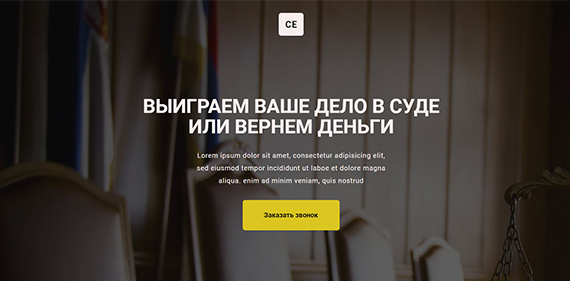 CE
ВЫИГРАЕМ ВАШЕ ДЕЛО В СУДЕ
ИЛИ ВЕРНЕМ ДЕНЬГИ
Lorem ipsum dolor sit amet, consectetur adipisicing elit,
sed eiusmod tempor incididunt ut laboe et dolore magna
aliqua. enim ad minim veniam, quis nostrud
Заказать звонок